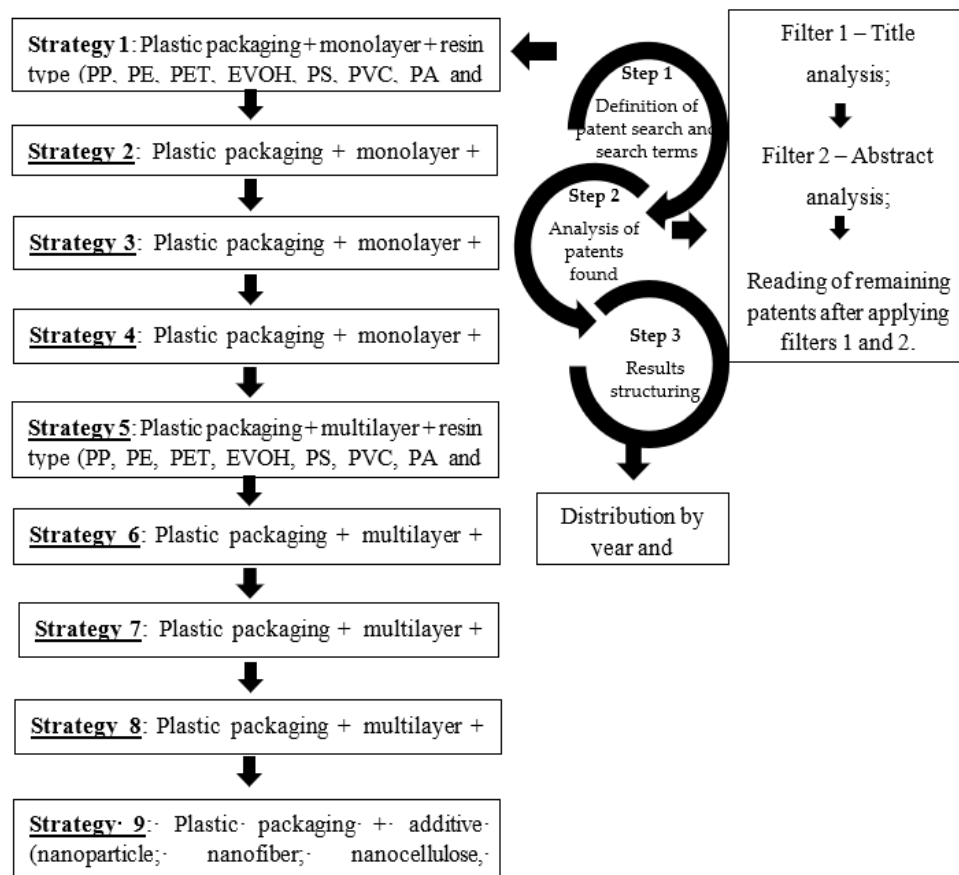 Strategy 1: Plastic packaging + monolayer + resin
type (PP, PE, PET, EVOH, PS, PVC, PA and
Strategy 2: Plastic packaging + monolayer +
Strategy 3: Plastic packaging + monolayer +
Strategy 4: Plastic packaging + monolayer +
Strategy 5: Plastic packaging + multilayer + resin
type (PP, PE, PET, EVOH, PS, PVC, PA and
Strategy 6: Plastic packaging + multilayer +
Strategy 7: Plastic packaging + multilayer +
Strategy 8: Plastic packaging + multilayer +
Strategy· 9:· Plastic· packaging· +· additive·
(nanoparticle;· nanofiber;· nanocellulose,·
Step 1
Definition of
patent search and
search terms
Step 2
Analysis of
patents
found
Step 3
Results
structuring
Distribution by
year and
Filter 1 – Title
analysis;
Filter 2 – Abstract
analysis;
Reading of remaining
patents after applying
filters 1 and 2.